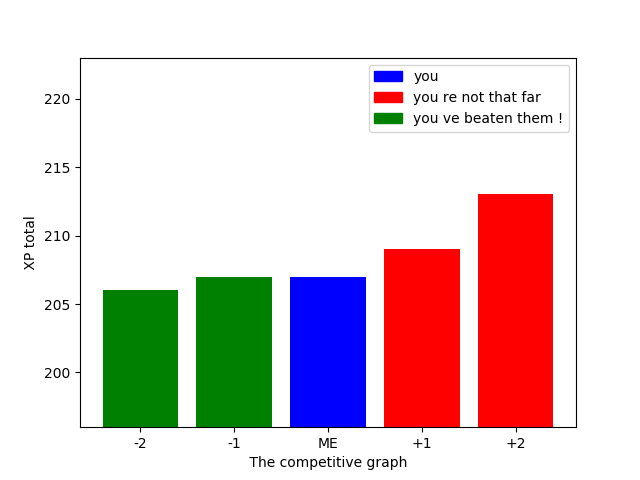 you
you re not that far
you ve beaten them !
220
215
210
205
200
XP total
-2 -1 ME +1 +2
The competitive graph